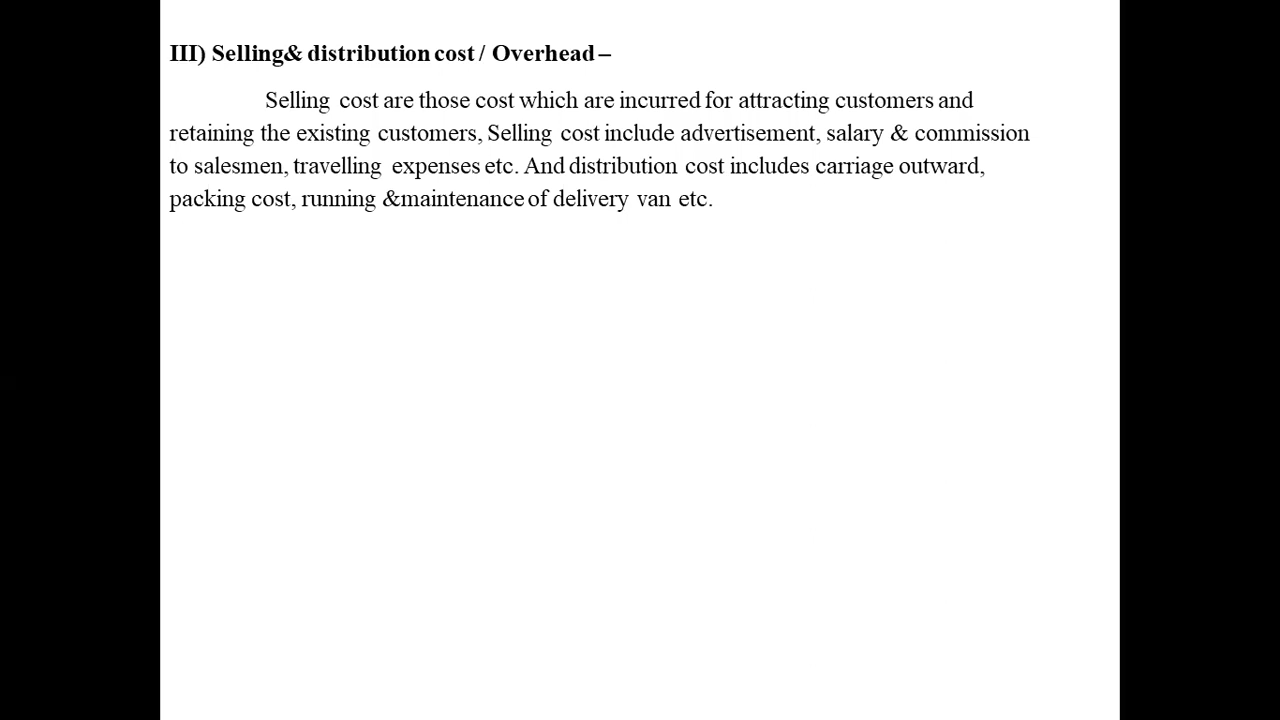 III) Selling& distribution cost / Overhead –
Selling cost are those cost which are incurred for attracting customers and
retaining the existing customers, Selling cost include advertisement, salary & commission
to salesmen, travelling expenses etc. And distribution cost includes carriage outward,
packing cost, running &maintenance of delivery van etc.